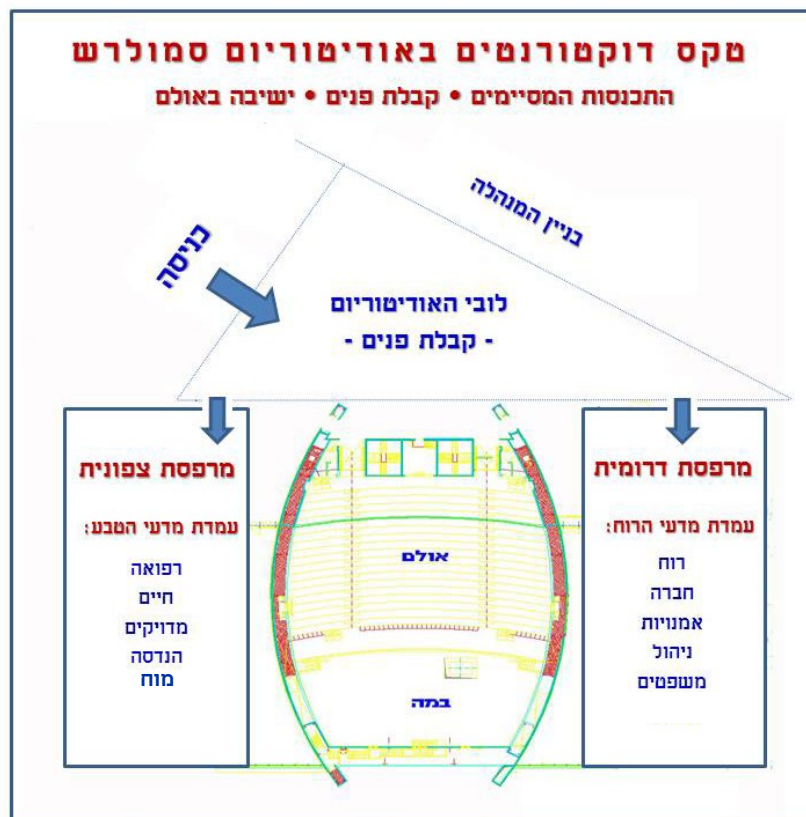 טקס דוקטורנטים באודיטוריום סמולרש
התכנסות המסיימים • קבלת פנים • ישיבה באולם
בניין המנהלה
כניסה
לובי האודיטוריום
- קבלת פנים -
מרפסת דרומית
עמדת מדעי הרוח:
רוח
חברה
אמנויות
ניהול
משפטים
אולם
במה
מרפסת צפונית
עמדת מדעי הטבע:
רפואה
חיים
מדויקים
הנדסה
מוח